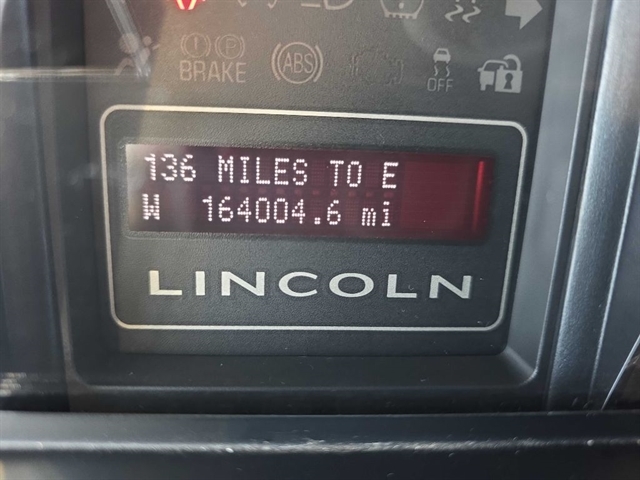 BRAKE
ABS
OFF
136 MILES TO E
W 164004.6 mi
LINCOLN